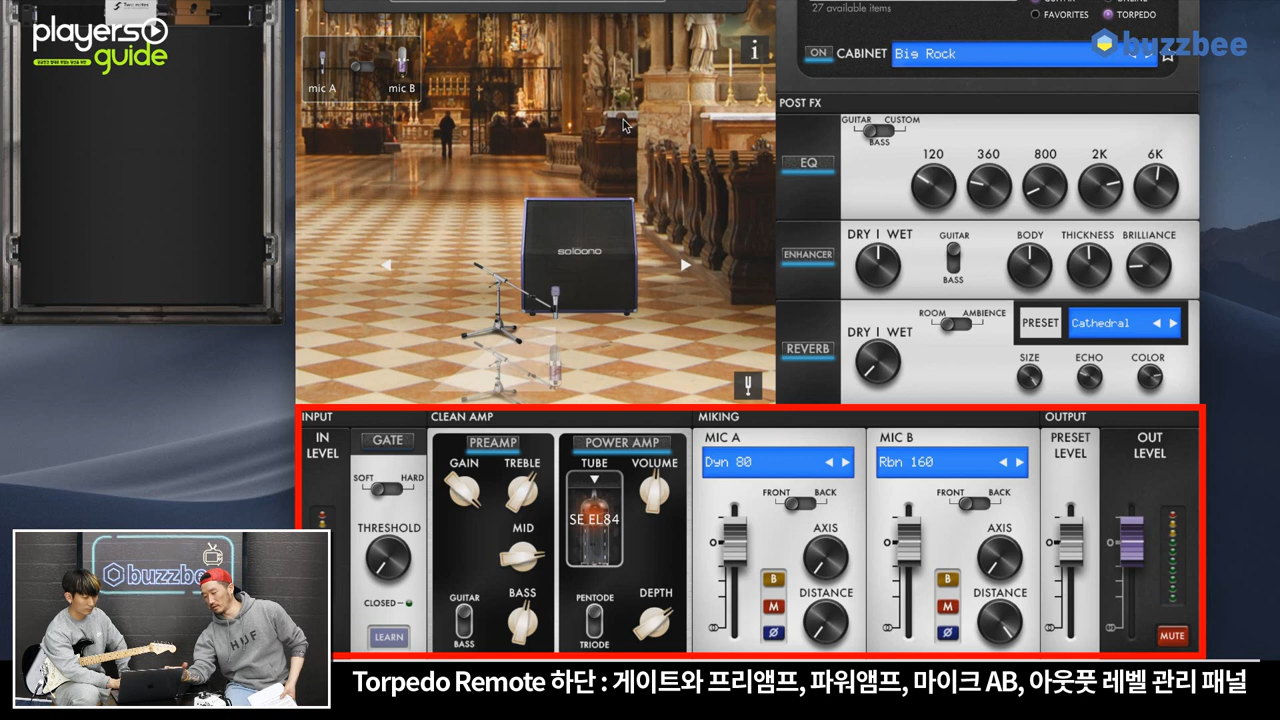 Two notes
players
guide
27 available items
FAVORITES
TORPEDO
buzzbee
ON
CABINET
Big Rock
mic A
mic B
i
POST FX
GUITAR
CUSTOM
BASS
EQ
120
360
800
2K
6K
soldano
ENHANCER
DRY | WET
GUITAR
BASS
BODY
THICKNESS
BRILLIANCE
REVERB
DRY | WET
ROOM
AMBIENCE
PRESET
Cathedral
SIZE
ECHO
COLOR
INPUT
CLEAN AMP
MIKING
OUTPUT
IN
LEVEL
GATE
SOFT
HARD
THRESHOLD
CLOSED
LEARN
PREAMP
GAIN
TREBLE
MID
GUITAR
BASS
BASS
POWER AMP
TUBE
VOLUME
SE EL84
PENTODE
TRIODE
DEPTH
MIC A
Dyn 80
FRONT
BACK
AXIS
B
M
Ø
DISTANCE
MIC B
Rbn 160
FRONT
BACK
AXIS
B
M
Ø
DISTANCE
PRESET
LEVEL
OUT
LEVEL
MUTE
buzzbee
HUF
Torpedo Remote 하단 : 게이트와 프리앰프, 파워앰프, 마이크 AB, 아웃풋 레벨 관리 패널